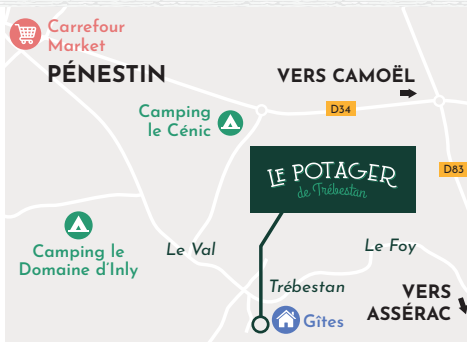 Carrefour
Market
PÉNESTIN
VERS CAMOËL
Camping
le Cénic
D34
D83
LE POTAGER
de Trébestan
Camping le
Domaine d'Inly
Le Val
Le Foy
Trébestan
VERS
ASSÉRAC
Gîtes